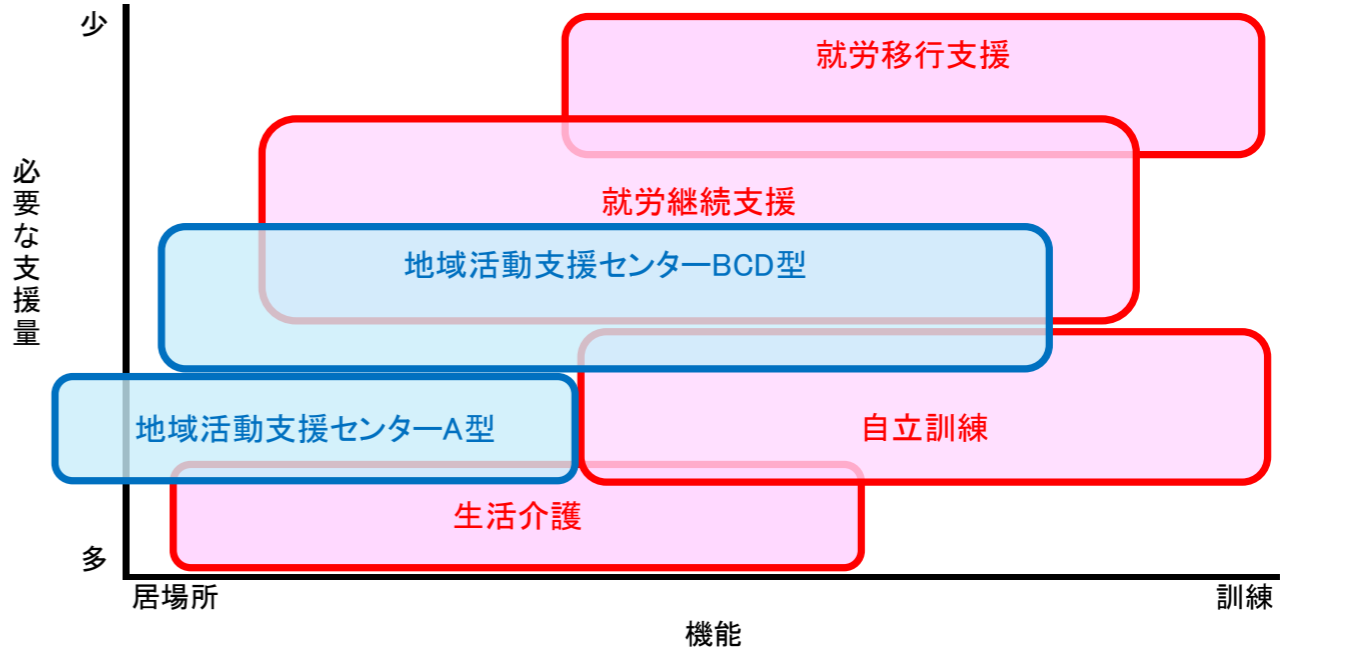 少
就労移行支援
必要な支援量
就労継続支援
地域活動支援センターBCD型
地域活動支援センターA型
自立訓練
生活介護
多
居場所
訓練
機能